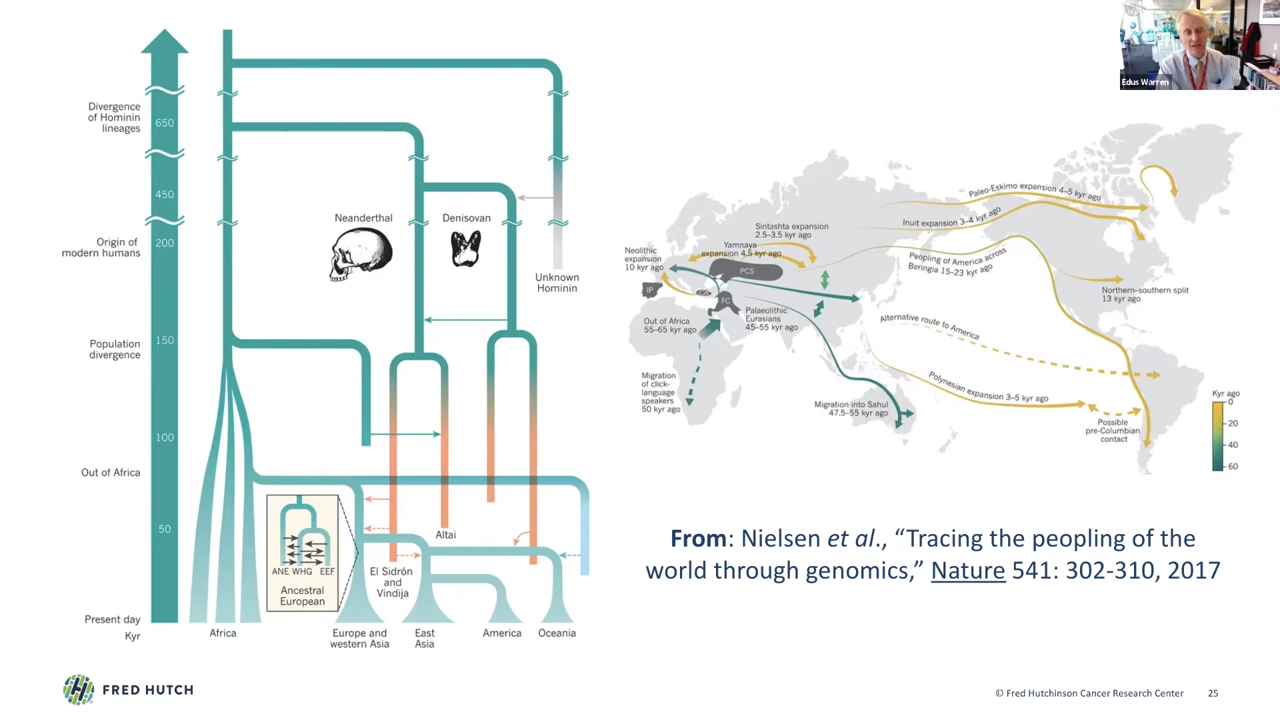 Edus Warren
Divergence
of Hominin
lineages
650
450
Origin of
modern humans
200
Population
divergence
150
100
Out of Africa
50
Present day
Kyr
Neanderthal
Denisovan
Unknown
Hominin
Altai
El Sidrón
and
Vindija
ANE WHG EEF
Ancestral
European
Africa
Europe and
western Asia
East
Asia
America
Oceania
Paleo-Eskimo expansion 4–5 kyr ago
Inuit expansion 3–4 kyr ago
Sintashta expansion
2.5–3.5 kyr ago
Yamnaya
expansion 4.5 kyr ago
Neolithic
expansion
10 kyr ago
PCS
IP
CA
FC
Peopling of America across
Beringia 15–23 kyr ago
Northern–southern split
13 kyr ago
Out of Africa
55–65 kyr ago
Palaeolithic
Eurasians
45–55 kyr ago
Alternative route to America
Migration
of click-
language
speakers
50 kyr ago
Polynesian expansion 3–5 kyr ago
Migration into Sahul
47.5–55 kyr ago
Possible
pre-Columbian
contact
Kyr ago
0
20
40
60
From: Nielsen et al., “Tracing the peopling of the
world through genomics,” Nature 541: 302-310, 2017
FRED HUTCH
© Fred Hutchinson Cancer Research Center
25